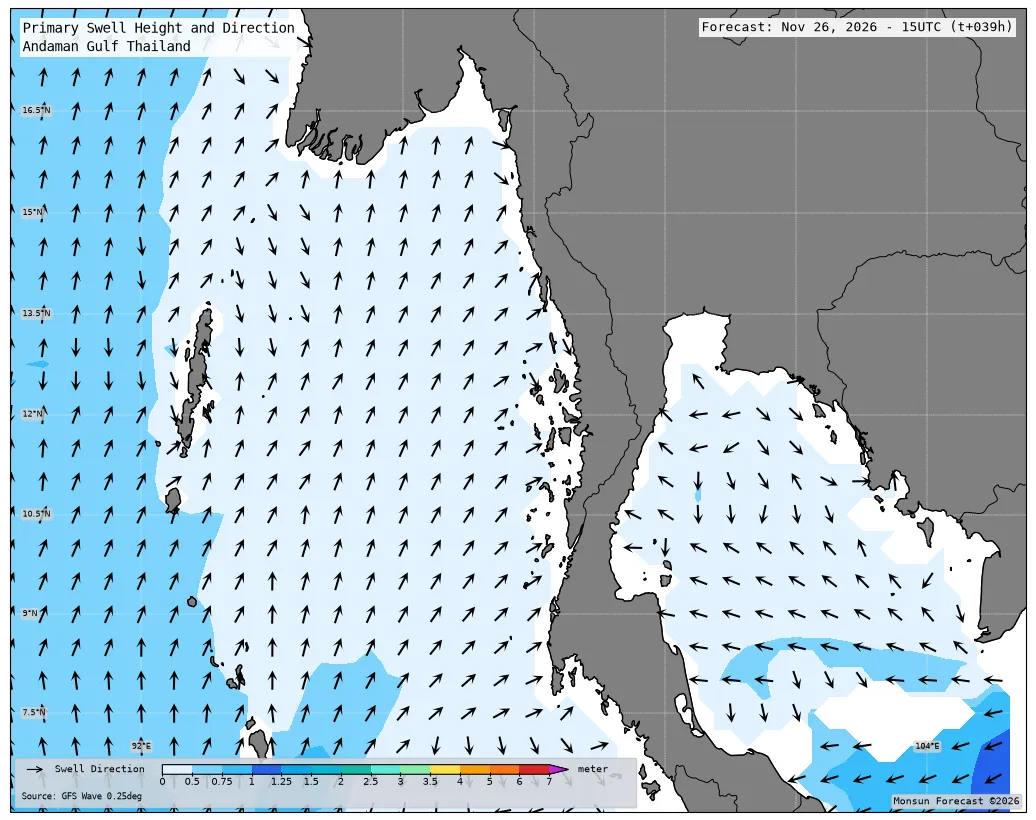 Primary Swell Height and Direction
Andaman Gulf Thailand
Forecast: Nov 26, 2026 - 15UTC (t+039h)
16.5°N
15°N
13.5°N
12°N
10.5°N
9°N
7.5°N
92°E
104°E
Swell Direction
0 0.5 0.75 1 1.25 1.5 2 2.5 3 3.5 4 5 6 7
meter
Source: GFS Wave 0.25deg
Monsun Forecast ©2026